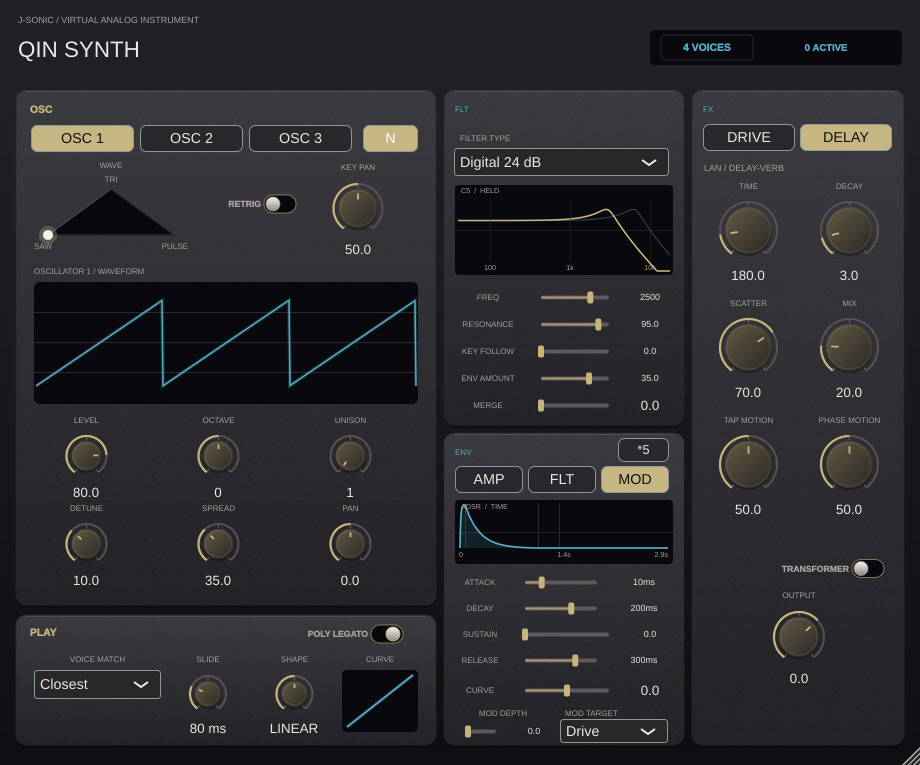 J-SONIC / VIRTUAL ANALOG INSTRUMENT
QIN SYNTH
4 VOICES
0 ACTIVE
OSC
OSC 1
OSC 2
OSC 3
N
WAVE
TRI
SAW
PULSE
RETRIG
KEY PAN
50.0
OSCILLATOR 1 / WAVEFORM
LEVEL
OCTAVE
UNISON
80.0
0
1
DETUNE
SPREAD
PAN
10.0
35.0
0.0
PLAY
POLY LEGATO
VOICE MATCH
SLIDE
SHAPE
CURVE
Closest
80 ms
LINEAR
FLT
FILTER TYPE
Digital 24 dB
C5 / HELD
100
1k
10k
FREQ
2500
RESONANCE
95.0
KEY FOLLOW
0.0
ENV AMOUNT
35.0
MERGE
0.0
ENV
*5
AMP
FLT
MOD
ADSR / TIME
0
1.4s
2.9s
ATTACK
10ms
DECAY
200ms
SUSTAIN
0.0
RELEASE
300ms
CURVE
0.0
MOD DEPTH
MOD TARGET
0.0
Drive
FX
DRIVE
DELAY
LAN / DELAY-VERB
TIME
DECAY
180.0
3.0
SCATTER
MIX
70.0
20.0
TAP MOTION
PHASE MOTION
50.0
50.0
TRANSFORMER
OUTPUT
0.0